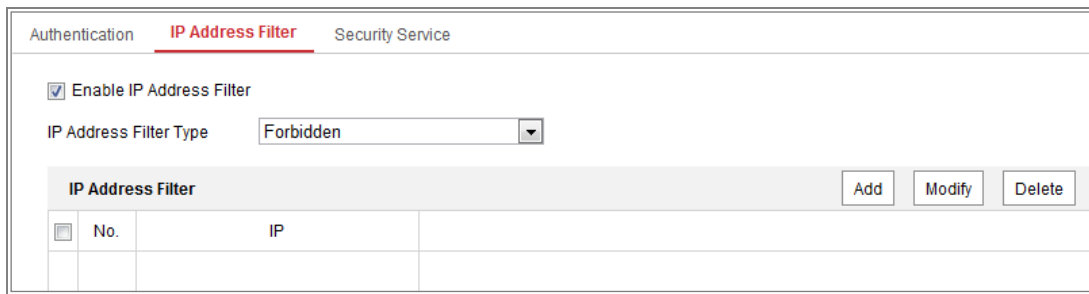 Authentication IP Address Filter Security Service
Enable IP Address Filter
IP Address Filter Type Forbidden
IP Address Filter Add Modify Delete
No. IP